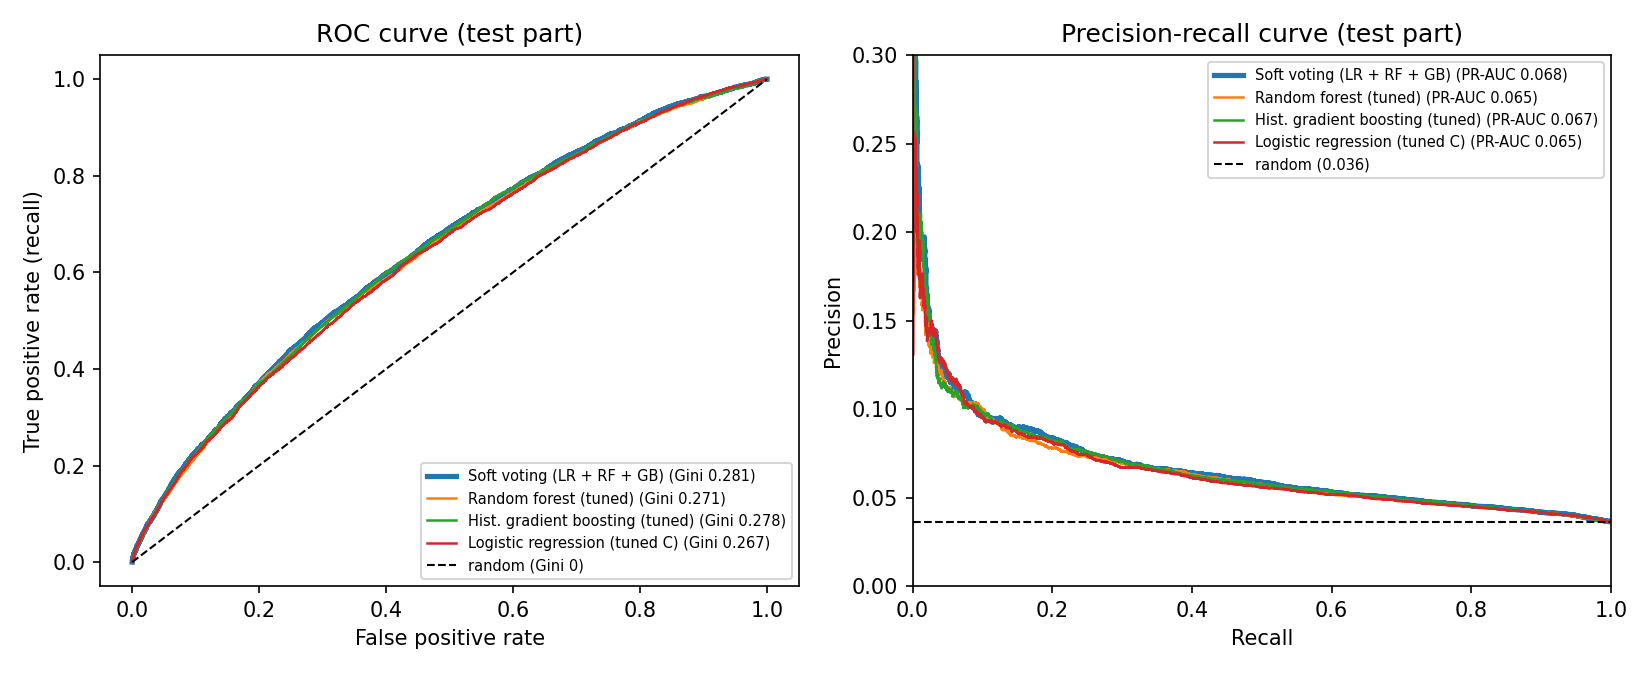 ROC curve (test part)
True positive rate (recall)
1.0
0.8
0.6
0.4
0.2
0.0
Soft voting (LR + RF + GB) (Gini 0.281)
Random forest (tuned) (Gini 0.271)
Hist. gradient boosting (tuned) (Gini 0.278)
Logistic regression (tuned C) (Gini 0.267)
random (Gini 0)
0.0 0.2 0.4 0.6 0.8 1.0
False positive rate
Precision-recall curve (test part)
Precision
0.30
0.25
0.20
0.15
0.10
0.05
0.00
Soft voting (LR + RF + GB) (PR-AUC 0.068)
Random forest (tuned) (PR-AUC 0.065)
Hist. gradient boosting (tuned) (PR-AUC 0.067)
Logistic regression (tuned C) (PR-AUC 0.065)
random (0.036)
0.0 0.2 0.4 0.6 0.8 1.0
Recall